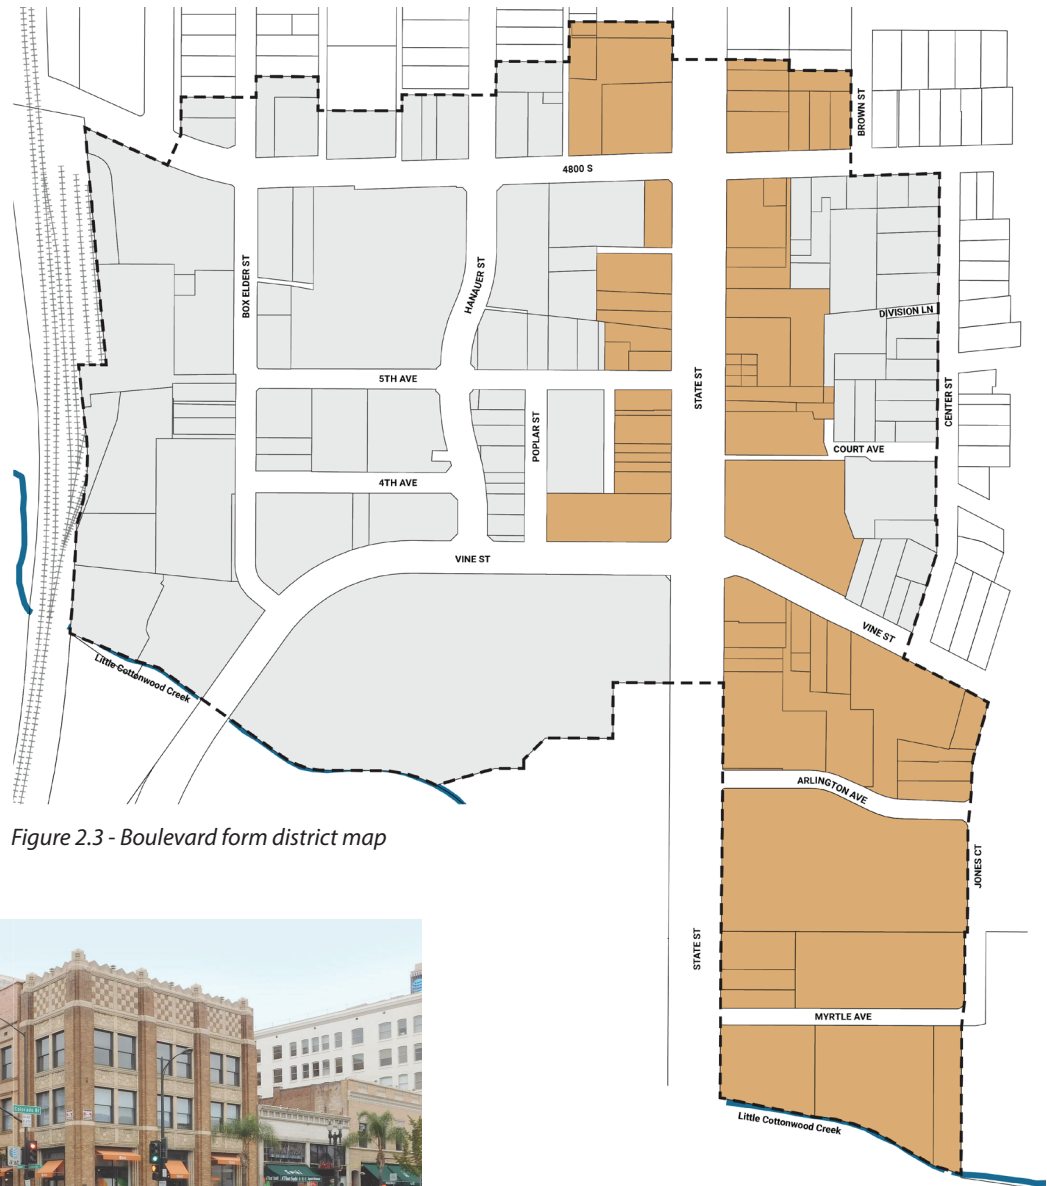 BROWN ST
4800 S
BOX ELDER ST
HANAUER ST
DIVISION LN
5TH AVE
STATE ST
CENTER ST
POPLAR ST
COURT AVE
4TH AVE
VINE ST
VINE ST
Little Cottonwood Creek
ARLINGTON AVE
Figure 2.3 - Boulevard form district map
JONES CT
STATE ST
MYRTLE AVE
Little Cottonwood Creek